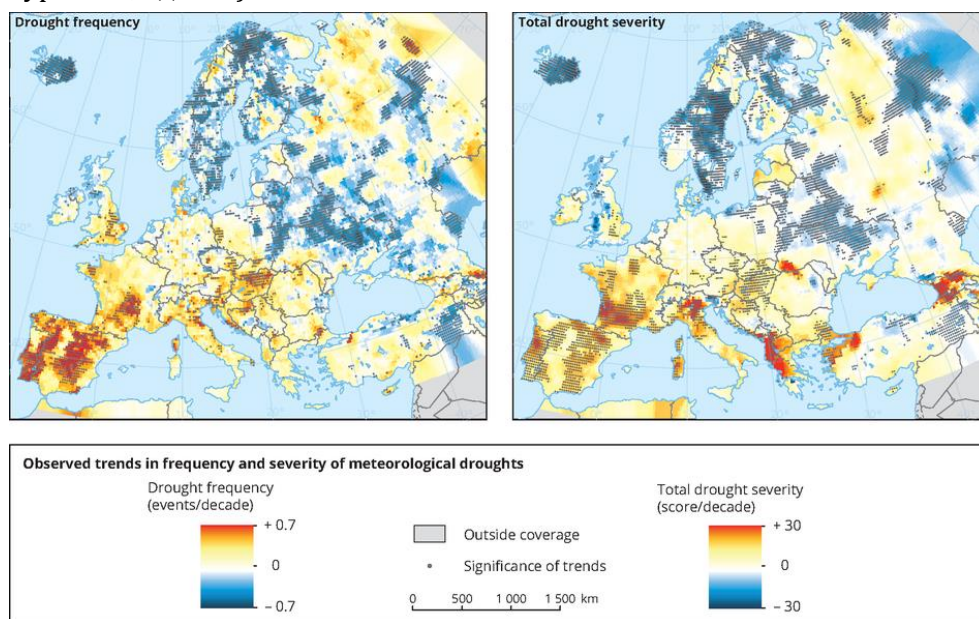 Drought frequency
Total drought severity
Observed trends in frequency and severity of meteorological droughts
Drought frequency
(events/decade)
+ 0.7
0
– 0.7
Outside coverage
Significance of trends
0 500 1 000 1 500 km
Total drought severity
(score/decade)
+ 30
0
– 30